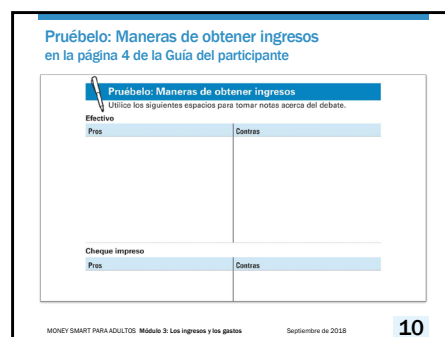 Pruébelo: Maneras de obtener ingresos
en la página 4 de la Guía del participante
Pruébelo: Maneras de obtener ingresos
Utilice los siguientes espacios para tomar notas acerca del debate.
Efectivo
Pros Contras
Cheque impreso
Pros Contras
MONEY SMART PARA ADULTOS Módulo 3: Los ingresos y los gastos Septiembre de 2018 10